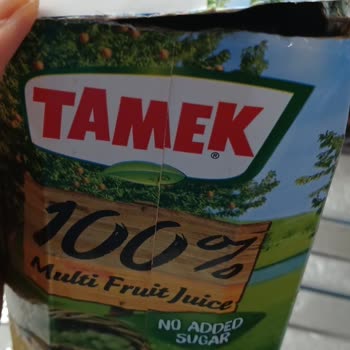 TAMEK
®
100%
Multi Fruit Juice
NO ADDED
SUGAR